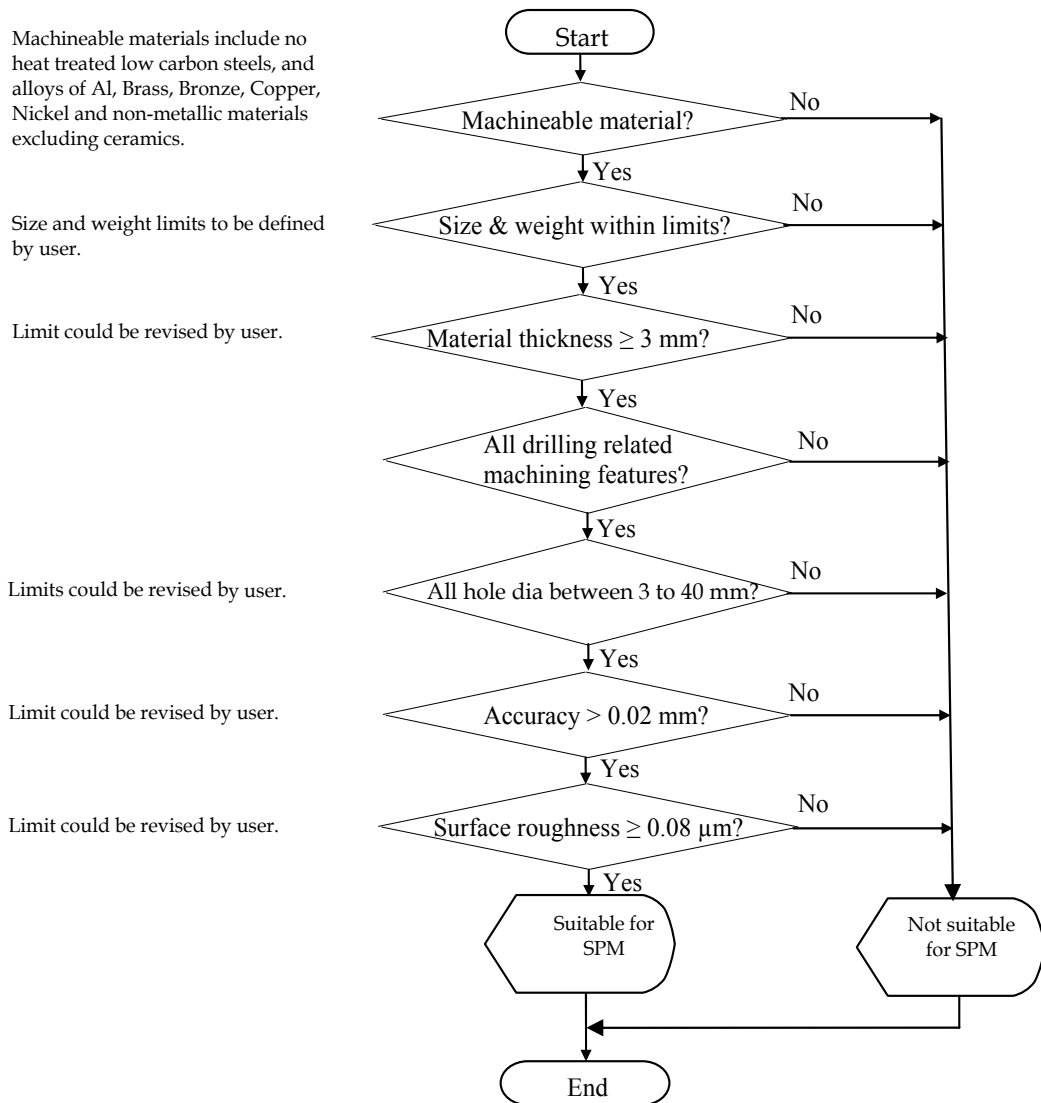 Start
Machineable materials include no
heat treated low carbon steels, and
alloys of Al, Brass, Bronze, Copper,
Nickel and non-metallic materials
excluding ceramics.
Machineable material?
No
Yes
Size and weight limits to be defined
by user.
Size & weight within limits?
No
Yes
Limit could be revised by user.
Material thickness ≥ 3 mm?
No
Yes
All drilling related
machining features?
No
Yes
Limits could be revised by user.
All hole dia between 3 to 40 mm?
No
Yes
Limit could be revised by user.
Accuracy > 0.02 mm?
No
Yes
Limit could be revised by user.
Surface roughness ≥ 0.08 µm?
No
Yes
Suitable for
SPM
Not suitable
for SPM
End